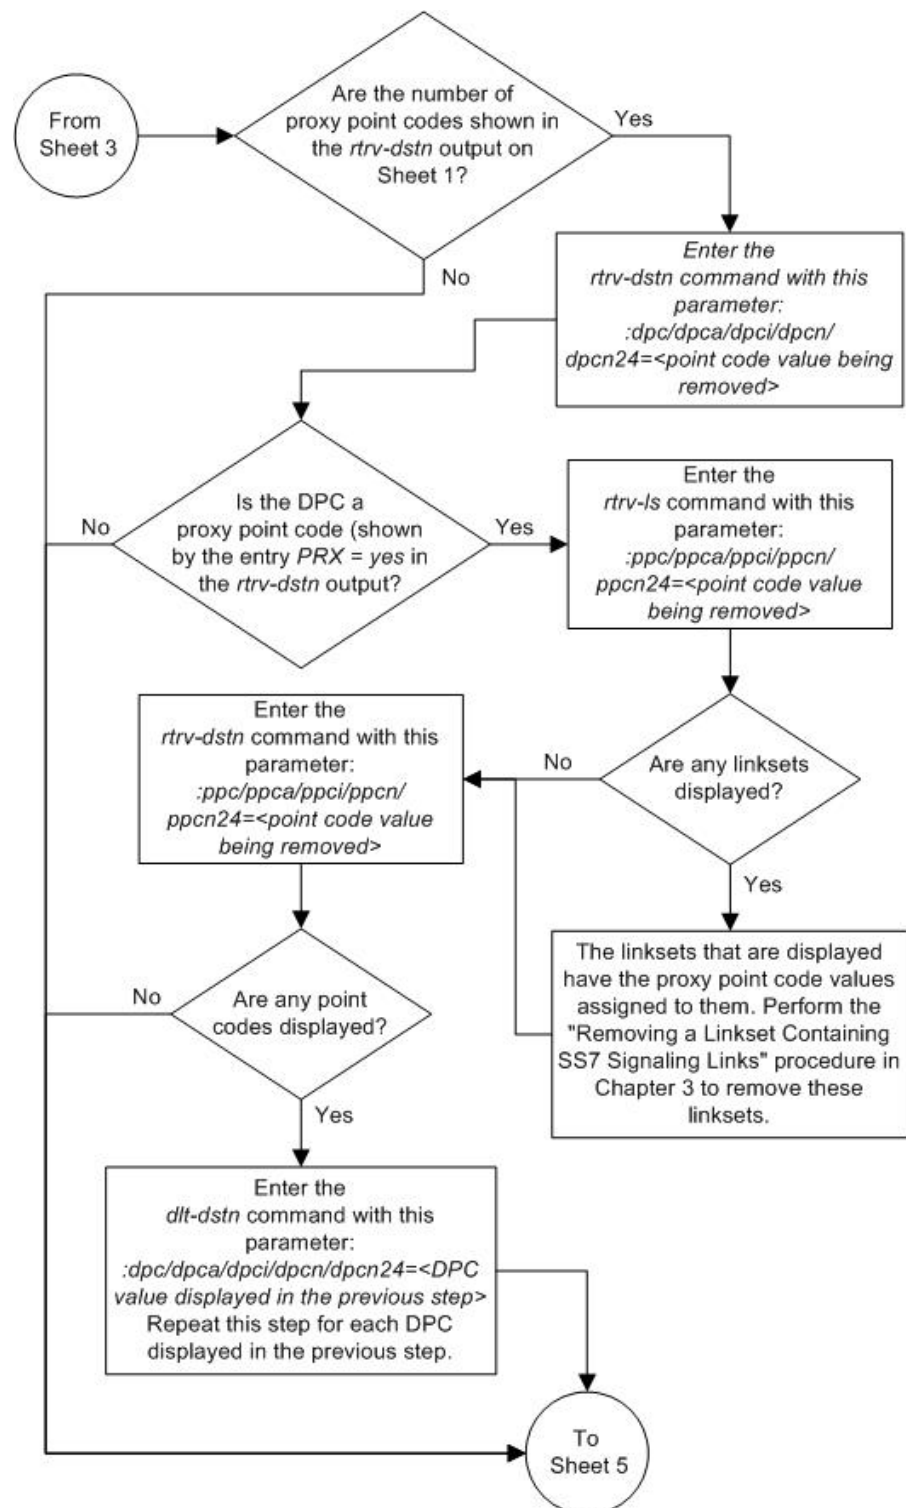 From
Sheet 3
Are the number of
proxy point codes shown in
the rtrv-dstn output on
Sheet 1?
Yes
No
Enter the
rtrv-dstn command with this
parameter:
:dpc/dpca/dpci/dpcn/
dpcn24=<point code value being
removed>
No
Is the DPC a
proxy point code (shown
by the entry PRX = yes in
the rtrv-dstn output?
Yes
Enter the
rtrv-ls command with this
parameter:
:ppc/ppca/ppci/ppcn/
ppcn24=<point code value
being removed>
Are any linksets
displayed?
No
Yes
Enter the
rtrv-dstn command with this
parameter:
:ppc/ppca/ppci/ppcn/
ppcn24=<point code value
being removed>
The linksets that are displayed
have the proxy point code values
assigned to them. Perform the
"Removing a Linkset Containing
SS7 Signaling Links" procedure in
Chapter 3 to remove these
linksets.
No
Are any point
codes displayed?
Yes
Enter the
dlt-dstn command with this
parameter:
:dpc/dpca/dpci/dpcn/dpcn24=<DPC
value displayed in the previous step>
Repeat this step for each DPC
displayed in the previous step.
To
Sheet 5